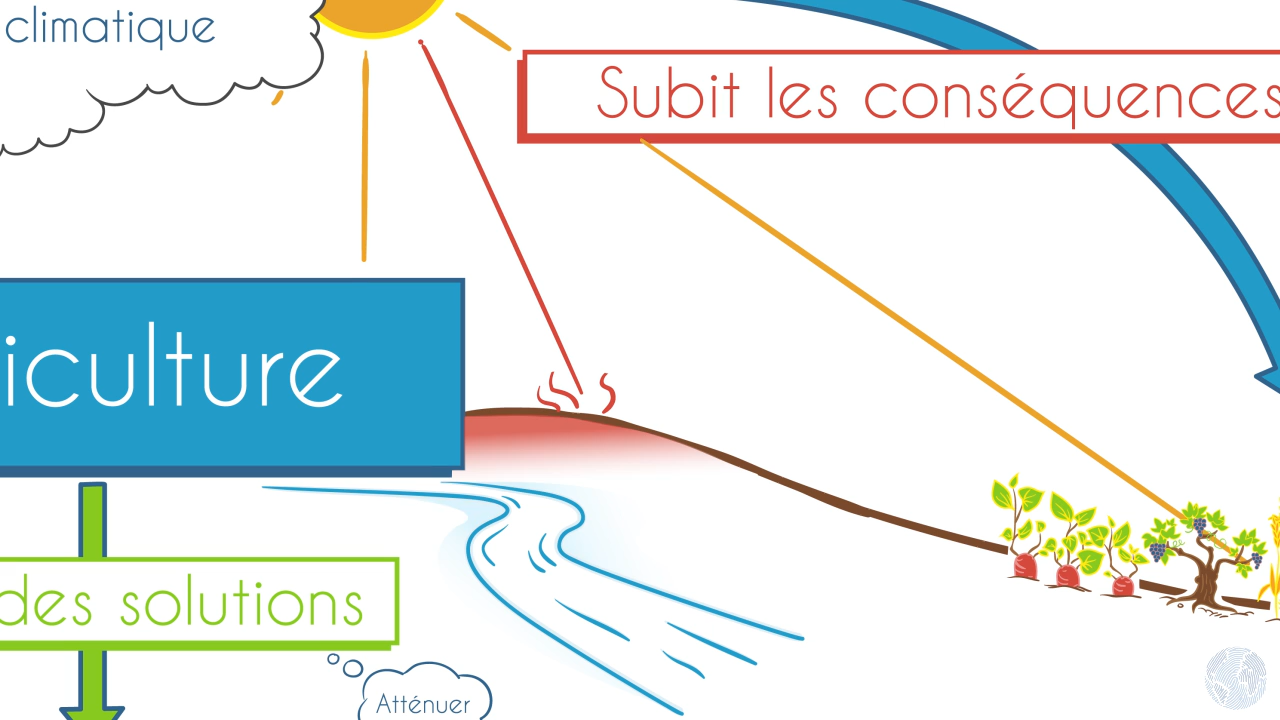 climatique
Subit les conséquences
iculture
des solutions
Atténuer